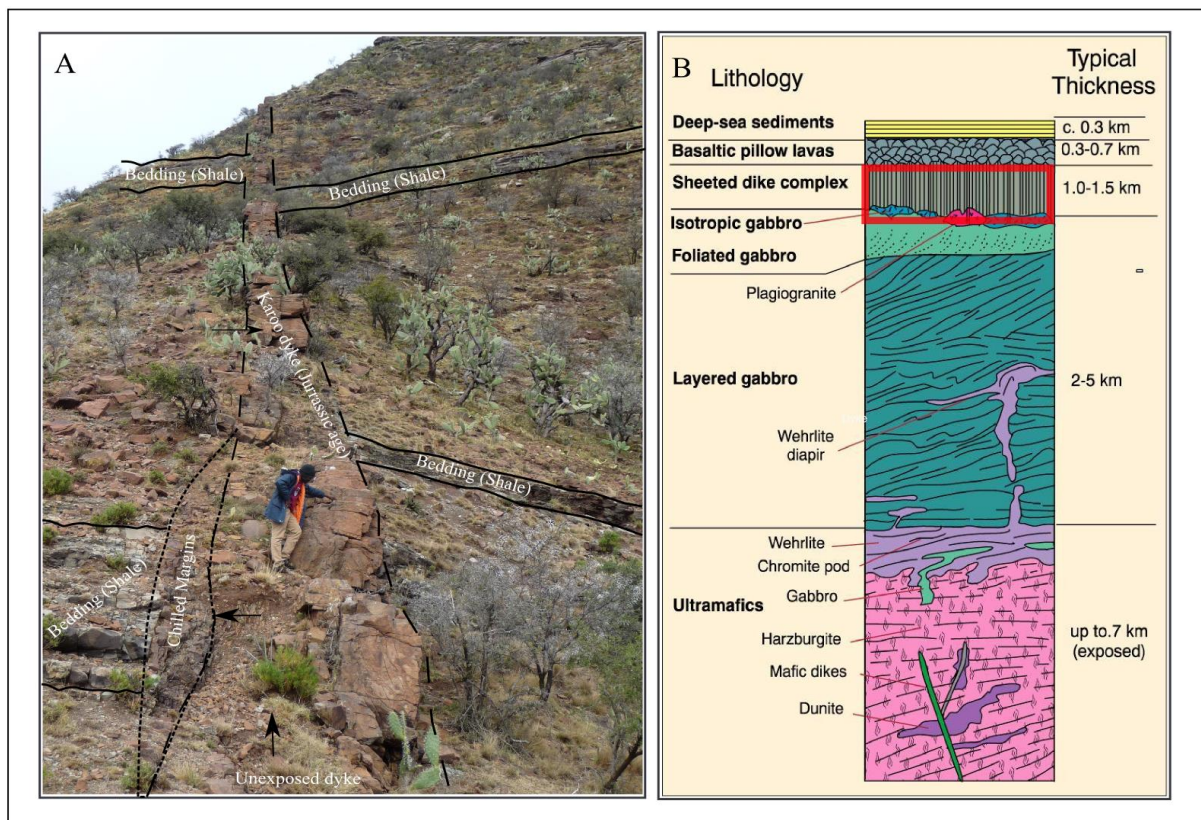 A
Bedding (Shale)
Bedding (Shale)
Karoo dyke (Jurrassic age)
Bedding (Shale)
Bedding (Shale)
Chilled Margins
Unexposed dyke
B
Lithology
Typical
Thickness
Deep-sea sediments
c. 0.3 km
Basaltic pillow lavas
0.3-0.7 km
Sheeted dike complex
1.0-1.5 km
Isotropic gabbro
Foliated gabbro
Plagiogranite
Layered gabbro
2-5 km
Wehrlite
diapir
Wehrlite
Chromite pod
Gabbro
Ultramafics
Harzburgite
up to.7 km
(exposed)
Mafic dikes
Dunite